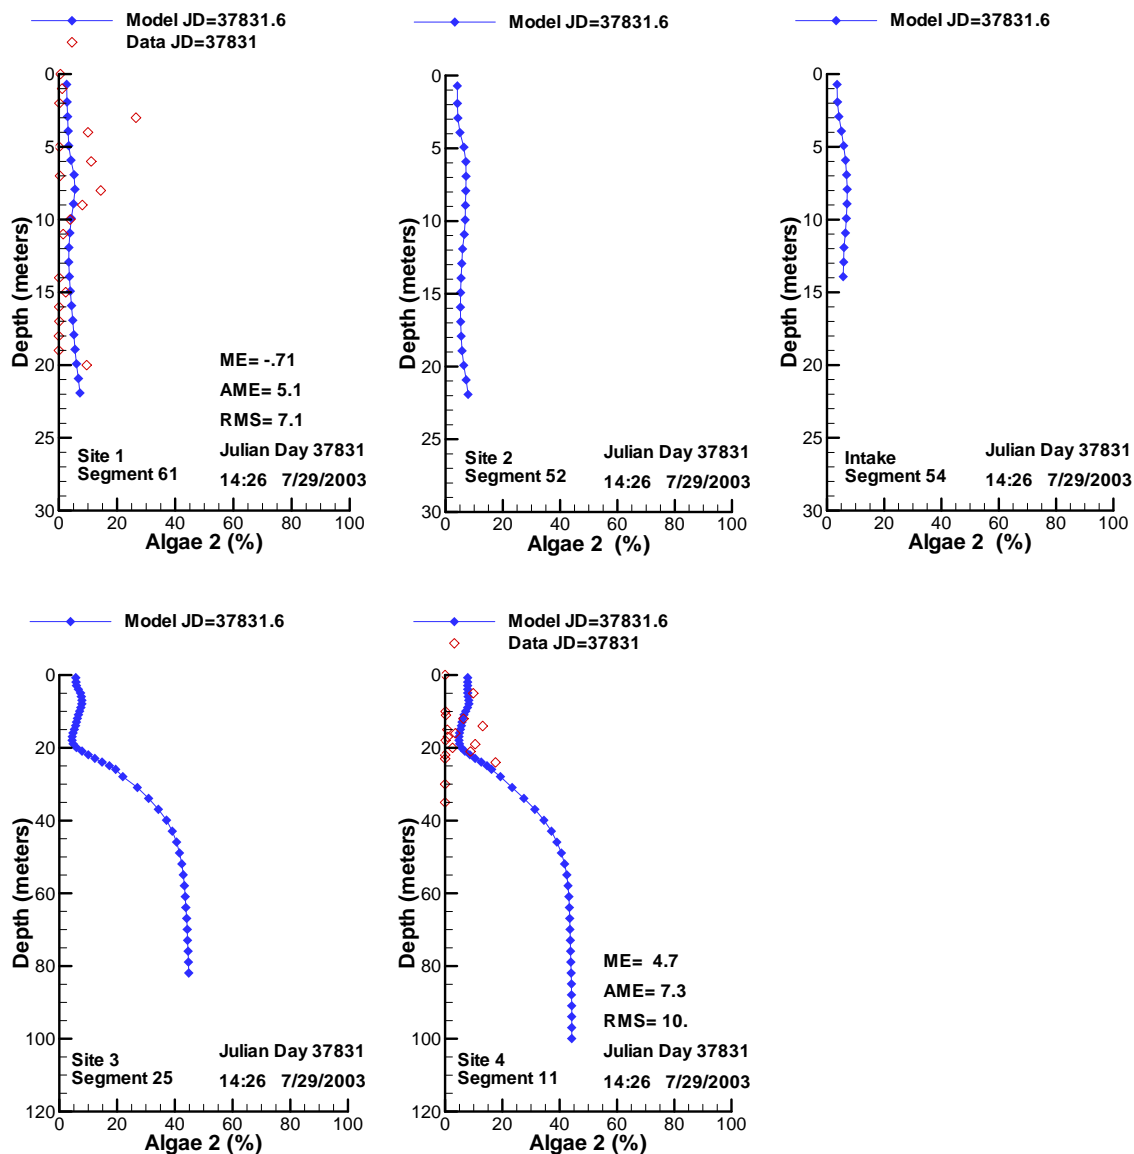 Model JD=37831.6
Data JD=37831
0
5
10
15
20
25
30
Depth (meters)
ME= -.71
AME= 5.1
RMS= 7.1
Site 1
Segment 61
Julian Day 37831
14:26 7/29/2003
0 20 40 60 80 100
Algae 2 (%)
Model JD=37831.6
0
5
10
15
20
25
30
Depth (meters)
Site 2
Segment 52
Julian Day 37831
14:26 7/29/2003
0 20 40 60 80 100
Algae 2 (%)
Model JD=37831.6
0
5
10
15
20
25
30
Depth (meters)
Intake
Segment 54
Julian Day 37831
14:26 7/29/2003
0 20 40 60 80 100
Algae 2 (%)
Model JD=37831.6
0
20
40
60
80
100
120
Depth (meters)
Site 3
Segment 25
Julian Day 37831
14:26 7/29/2003
0 20 40 60 80 100
Algae 2 (%)
Model JD=37831.6
Data JD=37831
0
20
40
60
80
100
120
Depth (meters)
ME= 4.7
AME= 7.3
RMS= 10.
Site 4
Segment 11
Julian Day 37831
14:26 7/29/2003
0 20 40 60 80 100
Algae 2 (%)